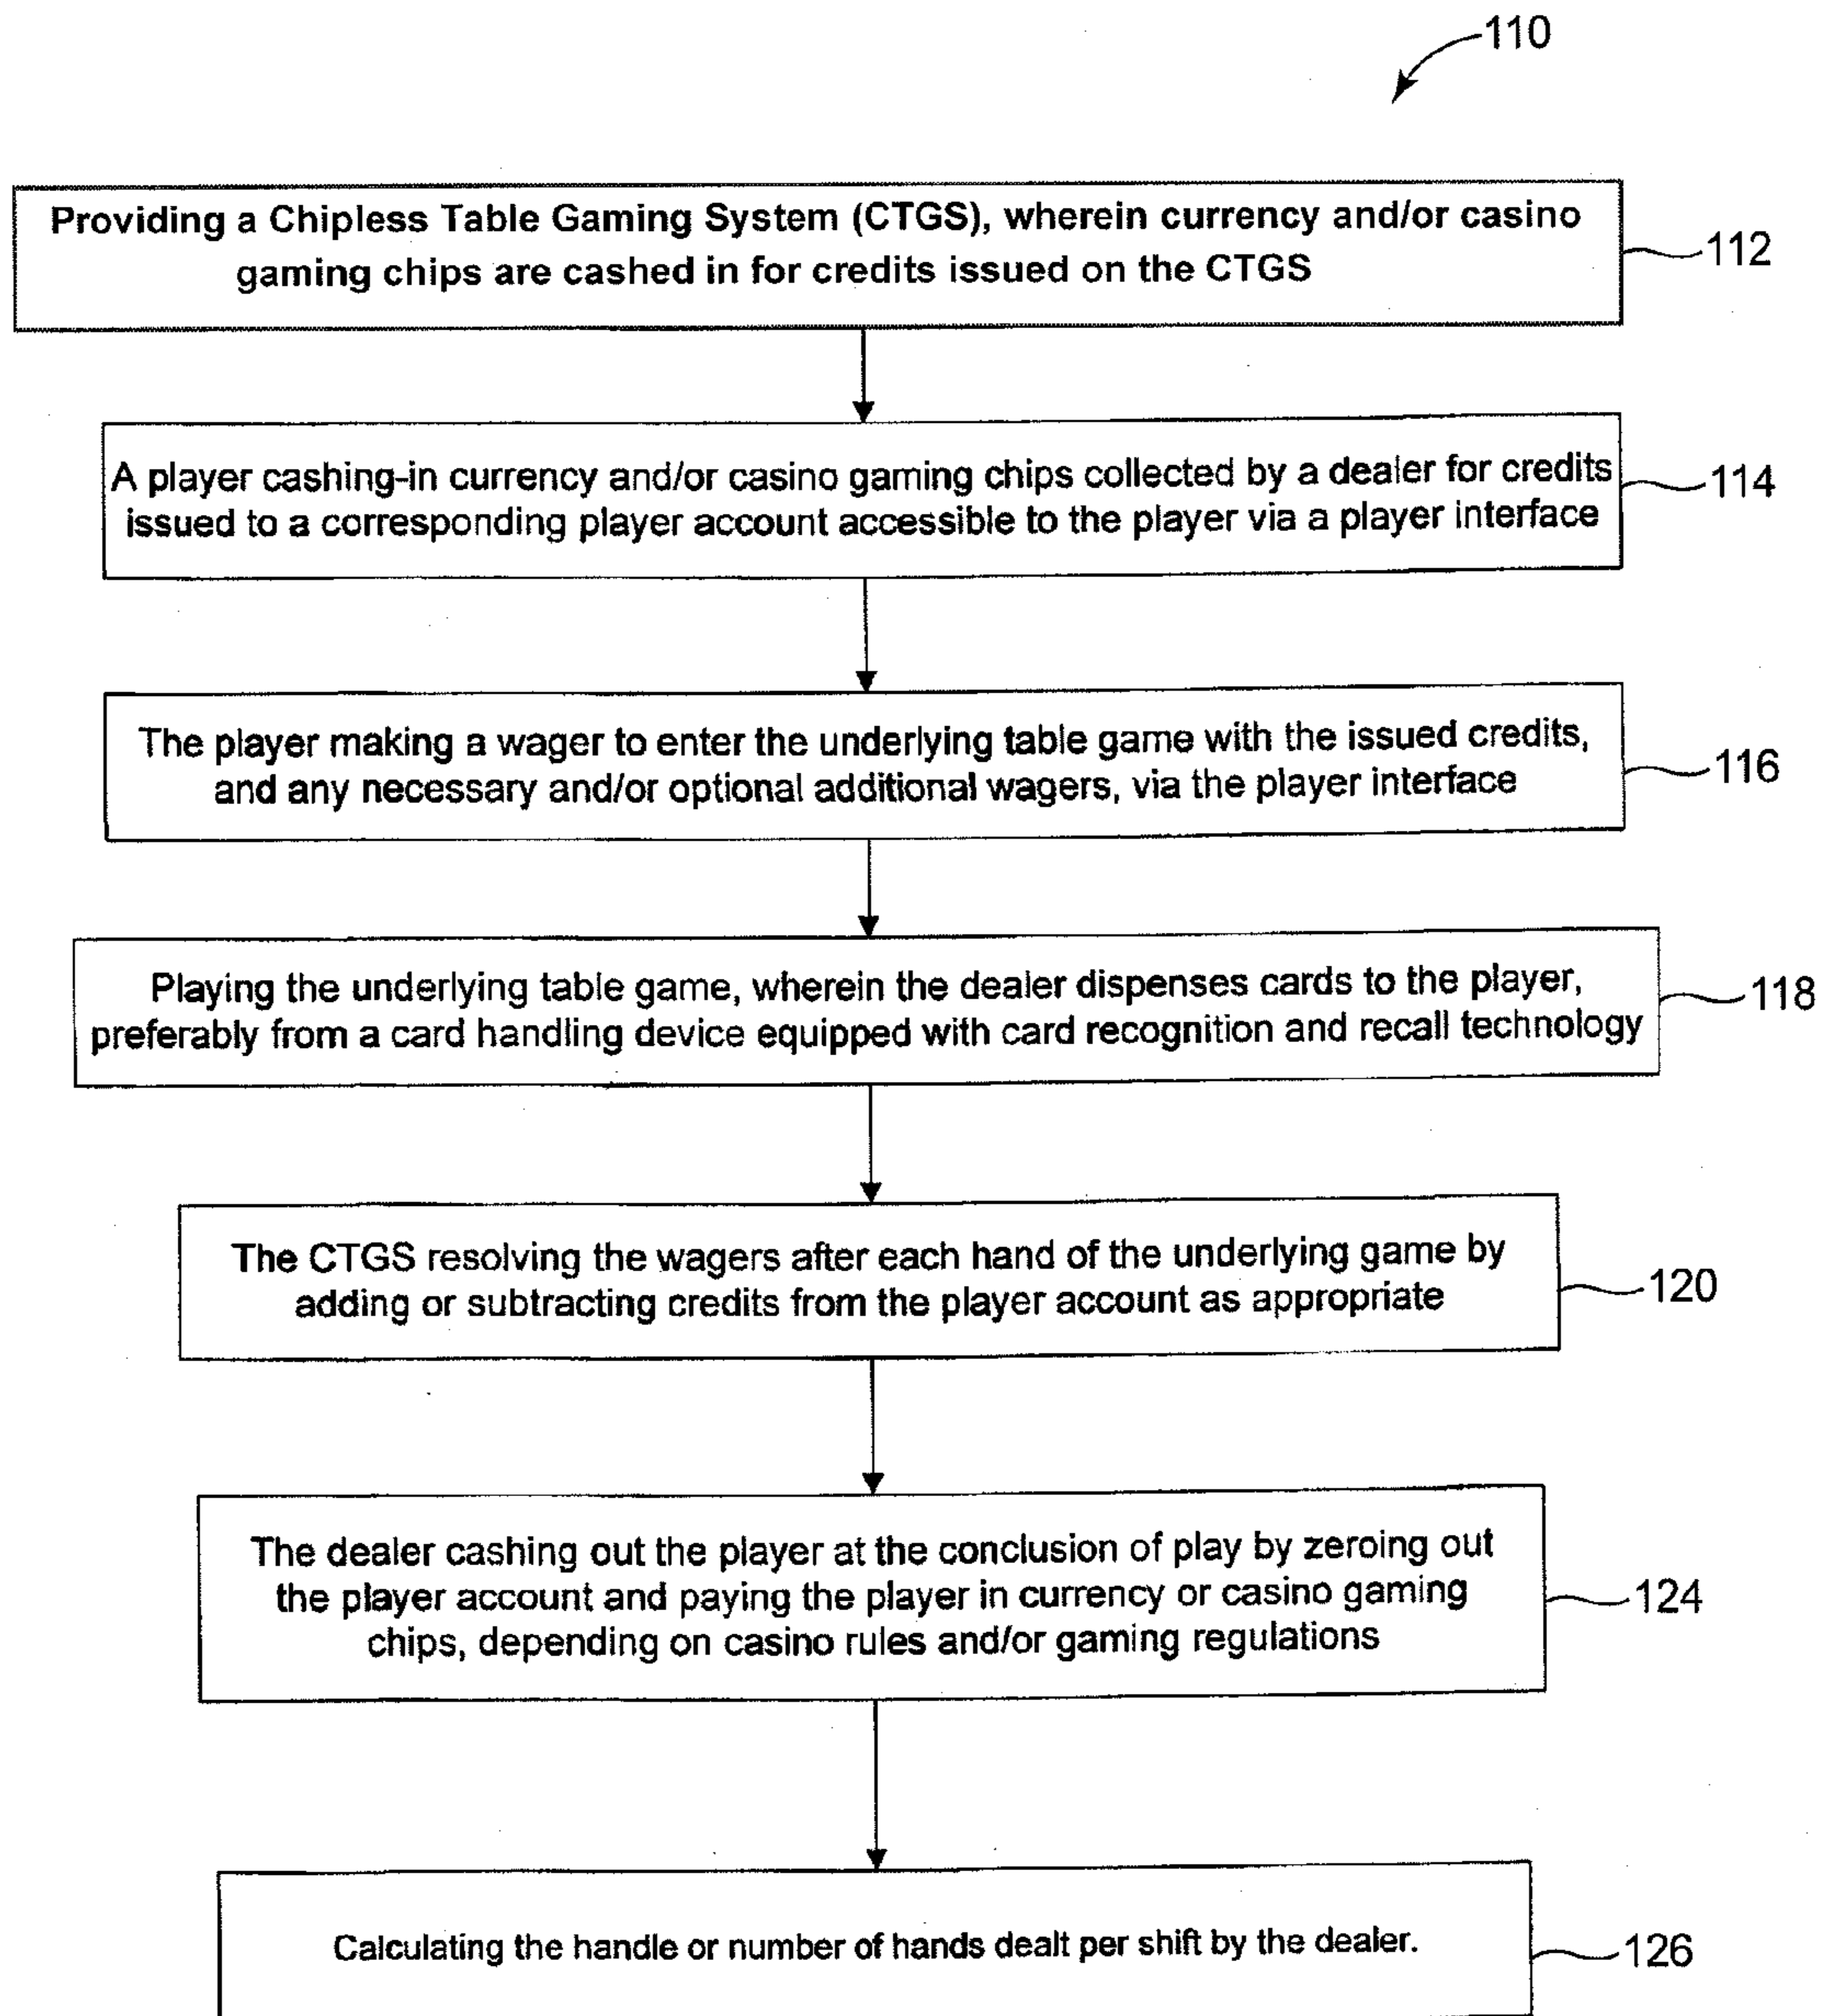 110
Providing a Chipless Table Gaming System (CTGS), wherein currency and/or casino
gaming chips are cashed in for credits issued on the CTGS
112
A player cashing-in currency and/or casino gaming chips collected by a dealer for credits
issued to a corresponding player account accessible to the player via a player interface
114
The player making a wager to enter the underlying table game with the issued credits,
and any necessary and/or optional additional wagers, via the player interface
116
Playing the underlying table game, wherein the dealer dispenses cards to the player,
preferably from a card handling device equipped with card recognition and recall technology
118
The CTGS resolving the wagers after each hand of the underlying game by
adding or subtracting credits from the player account as appropriate
120
The dealer cashing out the player at the conclusion of play by zeroing out
the player account and paying the player in currency or casino gaming
chips, depending on casino rules and/or gaming regulations
124
Calculating the handle or number of hands dealt per shift by the dealer.
126